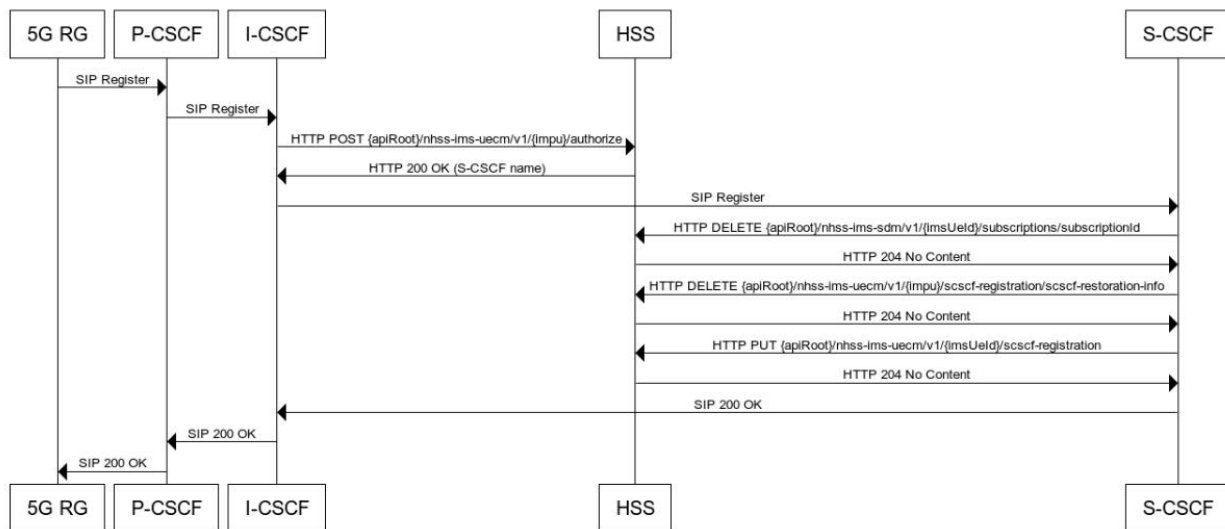 5G RG
P-CSCF
I-CSCF
HSS
S-CSCF
SIP Register
SIP Register
HTTP POST {apiRoot}/nhss-ims-uecm/v1/{impu}/authorize
HTTP 200 OK (S-CSCF name)
SIP Register
HTTP DELETE {apiRoot}/nhss-ims-sdm/v1/{imsUeId}/subscriptions/subscriptionId
HTTP 204 No Content
HTTP DELETE {apiRoot}/nhss-ims-uecm/v1/{impu}/scscf-registration/scscf-restoration-info
HTTP 204 No Content
HTTP PUT {apiRoot}/nhss-ims-uecm/v1/{imsUeId}/scscf-registration
HTTP 204 No Content
SIP 200 OK
SIP 200 OK
SIP 200 OK
5G RG
P-CSCF
I-CSCF
HSS
S-CSCF